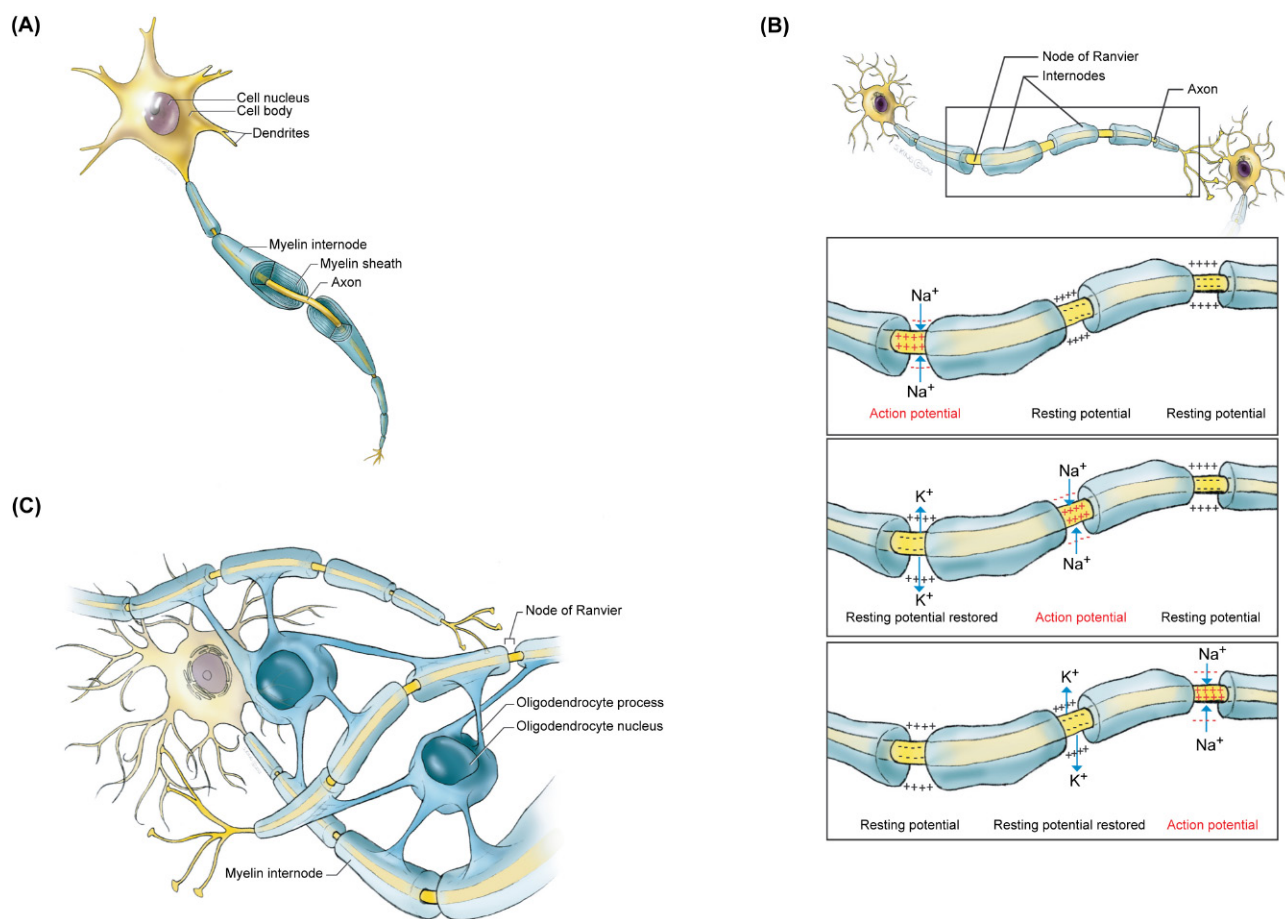 (A)
Cell nucleus
Cell body
Dendrites
Myelin internode
Myelin sheath
Axon
(B)
Node of Ranvier
Internodes
Axon
Na⁺
++++
++++
++++
++++
Na⁺
Action potential
Resting potential
Resting potential
K⁺
++++
Na⁺
++++
++++
++++
K⁺
Na⁺
Resting potential restored
Action potential
Resting potential
++++
K⁺
++++
Na⁺
++++
++++
K⁺
Na⁺
Resting potential
Resting potential restored
Action potential
(C)
Node of Ranvier
Oligodendrocyte process
Oligodendrocyte nucleus
Myelin internode